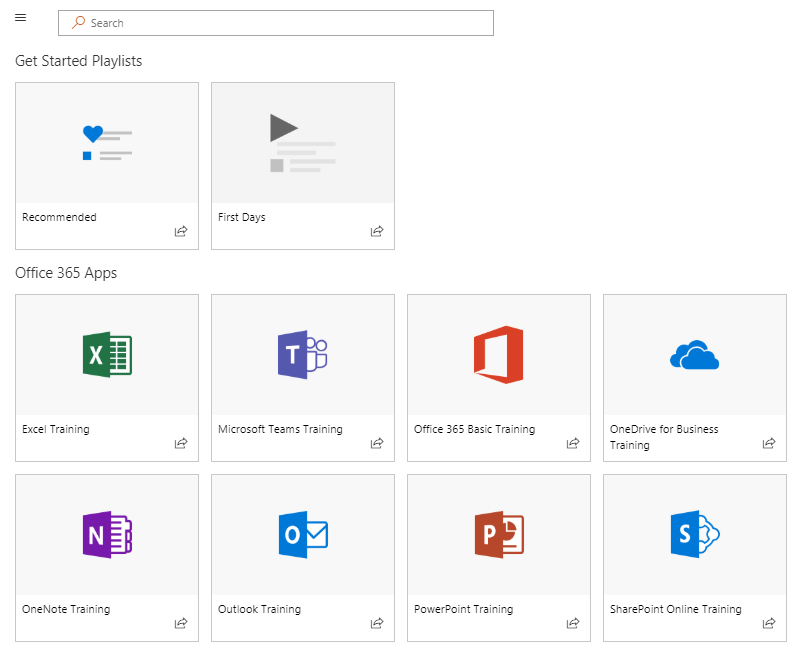 Search
Get Started Playlists
Recommended
First Days
Office 365 Apps
X
T
Excel Training
Microsoft Teams Training
Office 365 Basic Training
OneDrive for Business
Training
N
O
P
S
OneNote Training
Outlook Training
PowerPoint Training
SharePoint Online Training